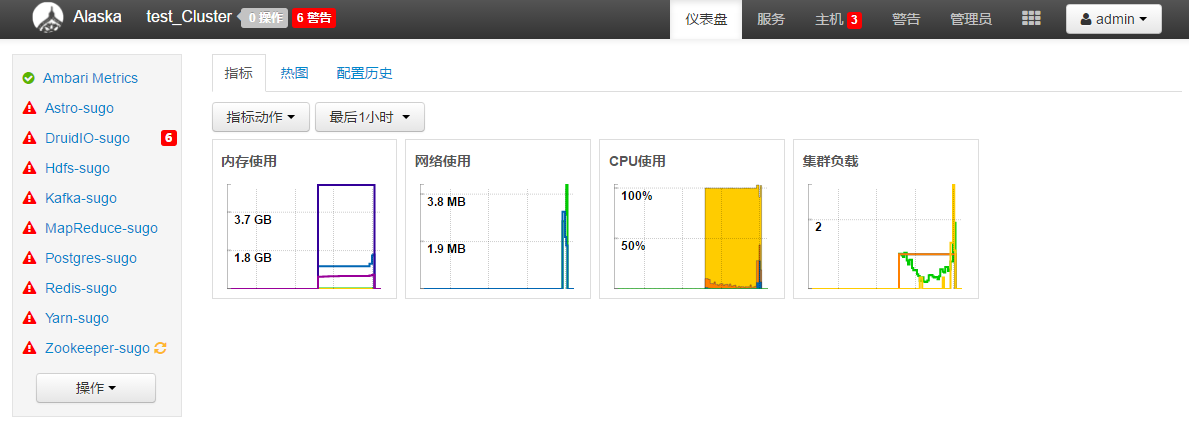 Alaska test_Cluster 0 操作 6 警告 仪表盘 服务 主机 3 警告 管理员 admin
指标 热图 配置历史
指标动作 最后1小时
Ambari Metrics
Astro-sugo
DruidIO-sugo 6
Hdfs-sugo
Kafka-sugo
MapReduce-sugo
Postgres-sugo
Redis-sugo
Yarn-sugo
Zookeeper-sugo
操作
内存使用
3.7 GB
1.8 GB
网络使用
3.8 MB
1.9 MB
CPU使用
100%
50%
集群负载
2